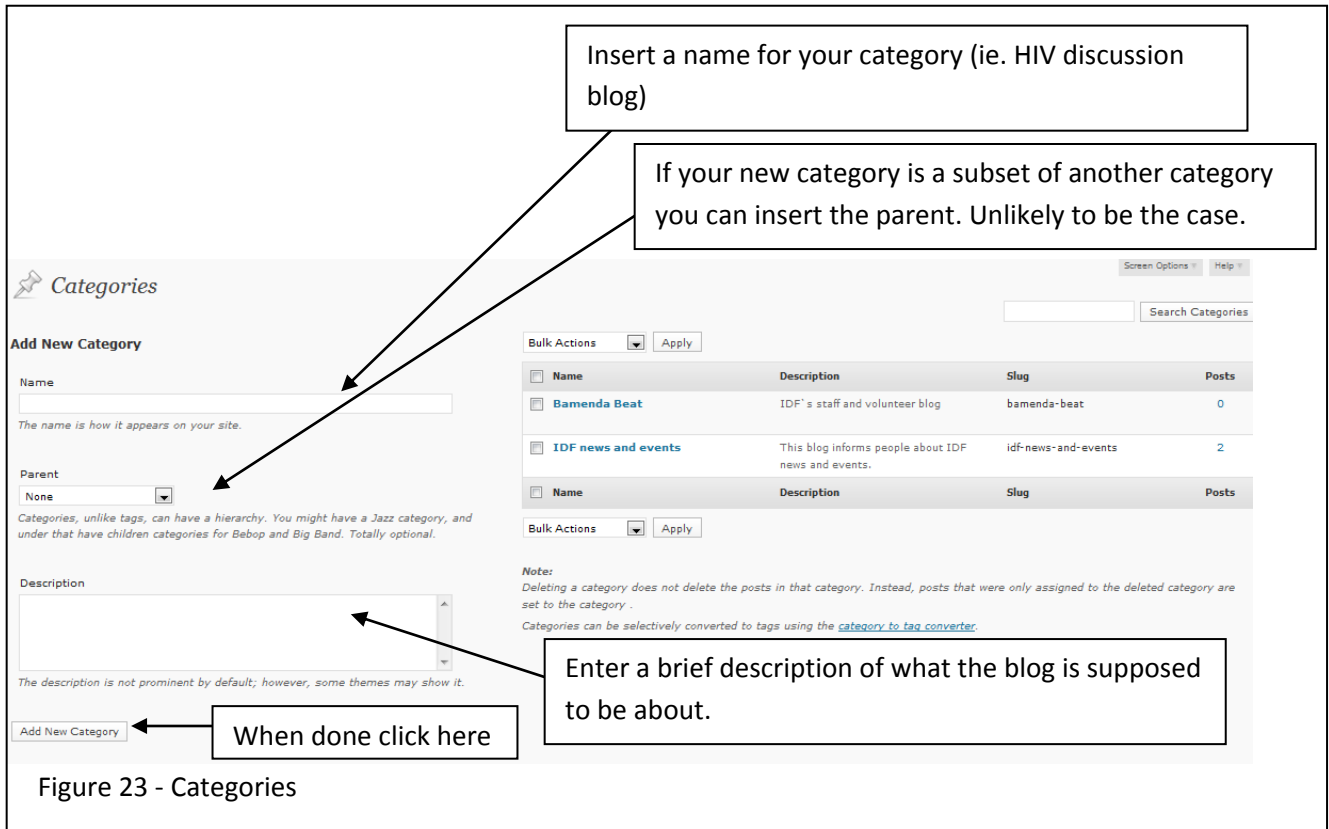 Insert a name for your category (ie. HIV discussion
blog)
If your new category is a subset of another category
you can insert the parent. Unlikely to be the case.
Screen Options Help
Categories
Search Categories
Add New Category
Name
The name is how it appears on your site.
Parent
None
Categories, unlike tags, can have a hierarchy. You might have a Jazz category, and
under that have children categories for Bebop and Big Band. Totally optional.
Description
The description is not prominent by default; however, some themes may show it.
Add New Category
When done click here
Bulk Actions Apply
Name Description Slug Posts
Bamenda Beat IDF`s staff and volunteer blog bamenda-beat 0
IDF news and events This blog informs people about IDF idf-news-and-events 2
news and events.
Name Description Slug Posts
Bulk Actions Apply
Note:
Deleting a category does not delete the posts in that category. Instead, posts that were only assigned to the deleted category are
set to the category .
Categories can be selectively converted to tags using the category to tag converter.
Enter a brief description of what the blog is supposed
to be about.
Figure 23 - Categories